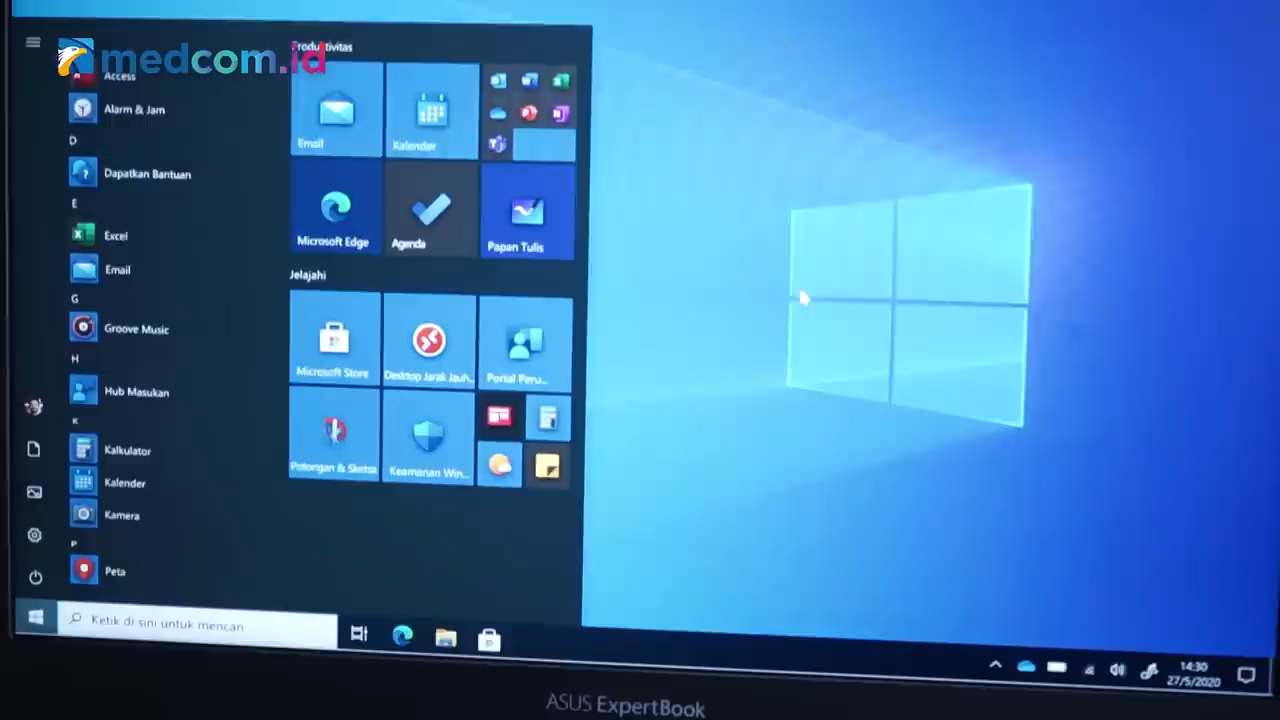 medcom.id
Access
Alarm & Jam
D
Dapatkan Bantuan
E
Excel
Email
G
Groove Music
H
Hub Masukan
K
Kalkulator
Kalender
Kamera
P
Peta
Produktivitas
Email
Kalender
Microsoft Edge
Agenda
Papan Tulis
Jelajahi
Microsoft Store
Desktop Jarak Jauh...
Portal Peru...
Potongan & Sketsa
Keamanan Win...
Ketik di sini untuk mencari
14:30
27/5/2020
ASUS ExpertBook